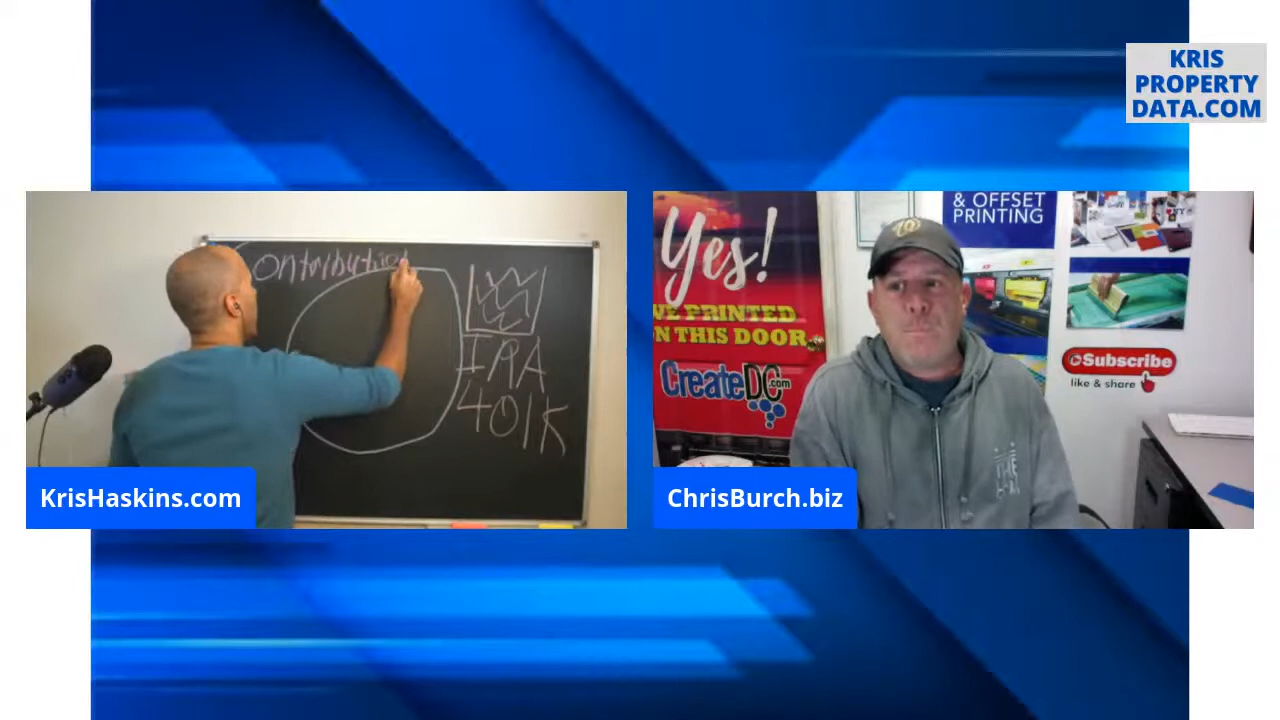 KRIS
PROPERTY
DATA.COM
Contribution
IRA
401K
KrisHaskins.com
Yes!
WE PRINTED
ON THIS DOOR
CreateDC.com
& OFFSET
PRINTING
Subscribe
like & share
ChrisBurch.biz